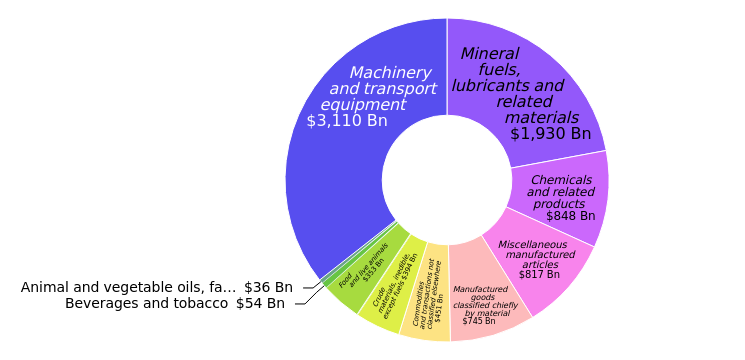 Machinery
and transport
equipment
$3,110 Bn
Mineral
fuels,
lubricants and
related
materials
$1,930 Bn
Chemicals
and related
products
$848 Bn
Miscellaneous
manufactured
articles
$817 Bn
Manufactured
goods
classified chiefly
by material
$745 Bn
Commodities
and transactions not
classified elsewhere
$451 Bn
Crude
materials, inedible,
except fuels $394 Bn
Food
and live animals
$353 Bn
Animal and vegetable oils, fa... $36 Bn
Beverages and tobacco $54 Bn